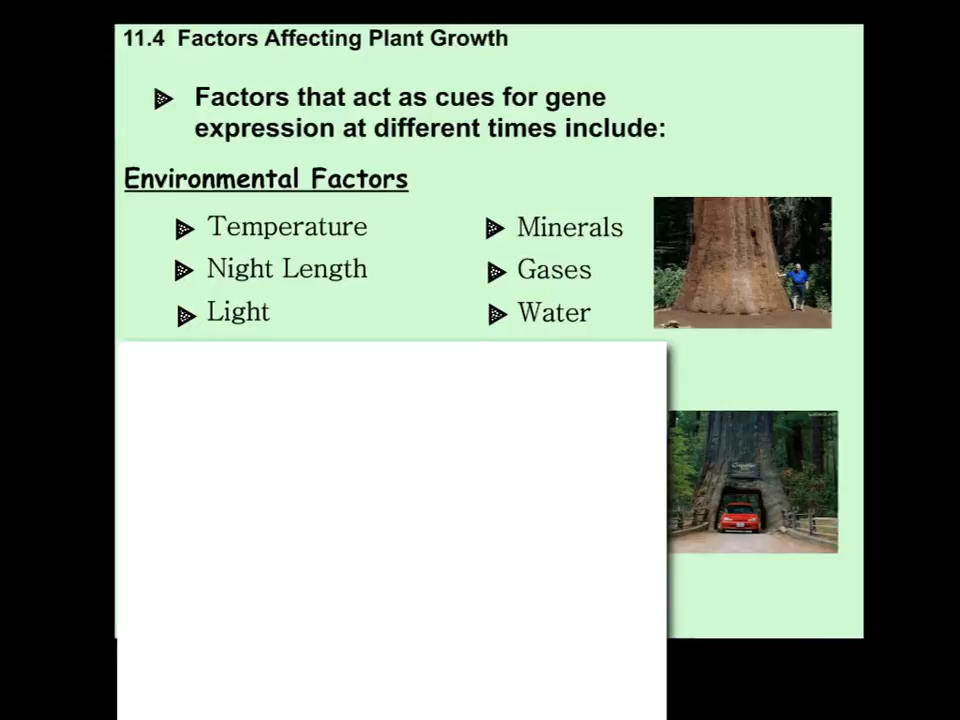 11.4 Factors Affecting Plant Growth
Factors that act as cues for gene
expression at different times include:
Environmental Factors
Temperature
Night Length
Light
Minerals
Gases
Water